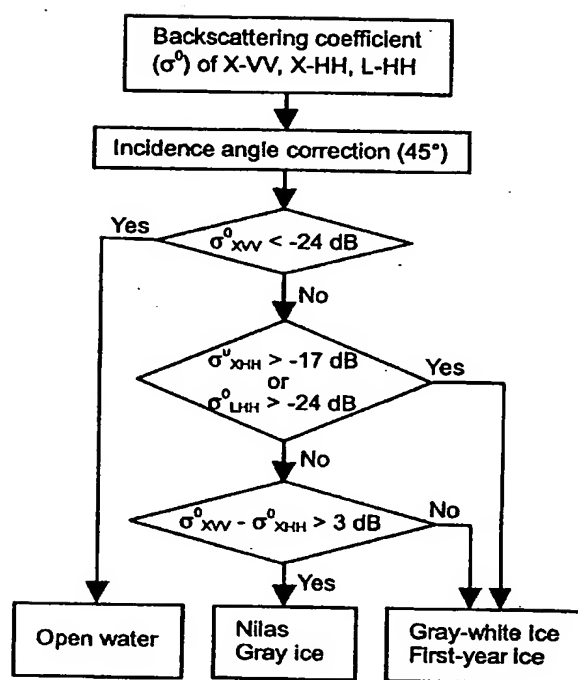 Backscattering coefficient
(σ⁰) of X-VV, X-HH, L-HH
Incidence angle correction (45°)
Yes
σ⁰XVV < -24 dB
No
σ⁰XHH > -17 dB
or
σ⁰LHH > -24 dB
Yes
No
σ⁰XVV - σ⁰XHH > 3 dB
No
Yes
Open water
Nilas
Gray ice
Gray-white ice
First-year ice